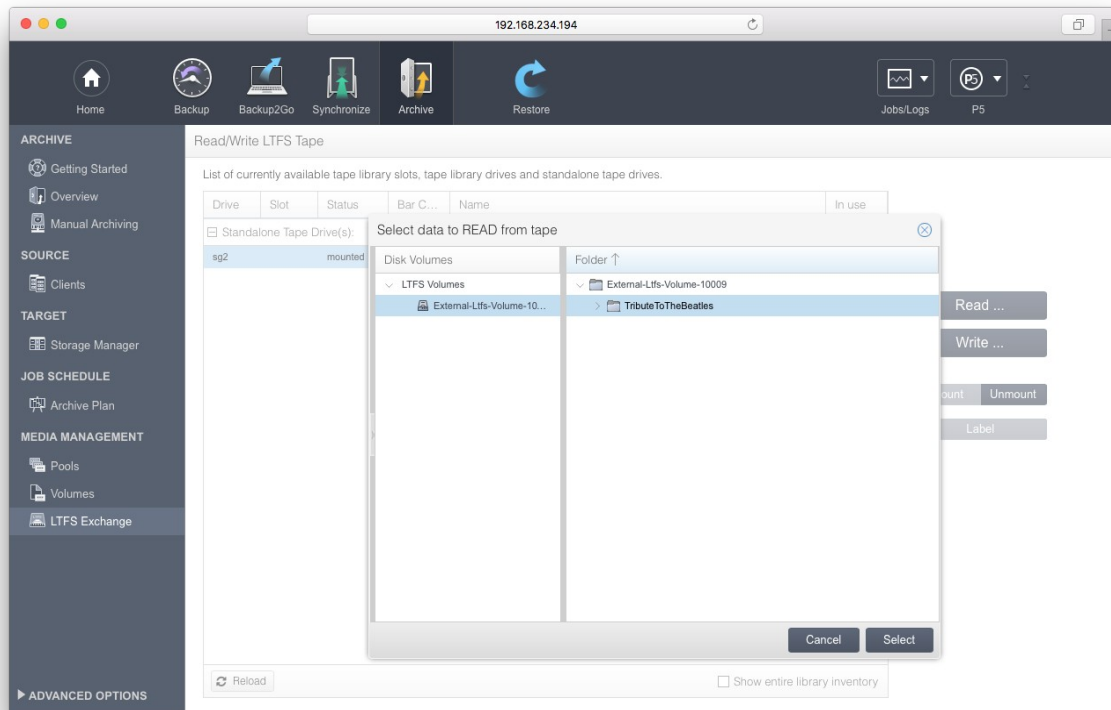 192.168.234.194
Home
Backup
Backup2Go
Synchronize
Archive
Restore
Jobs/Logs
P5
P5
ARCHIVE
Getting Started
Overview
Manual Archiving
SOURCE
Clients
TARGET
Storage Manager
JOB SCHEDULE
Archive Plan
MEDIA MANAGEMENT
Pools
Volumes
LTFS Exchange
ADVANCED OPTIONS
Read/Write LTFS Tape
List of currently available tape library slots, tape library drives and standalone tape drives.
Drive Slot Status Bar C... Name In use
Standalone Tape Drive(s):
sg2 mounted
Select data to READ from tape
Disk Volumes
LTFS Volumes
External-Ltfs-Volume-10...
Folder ↑
External-Ltfs-Volume-10009
TributeToTheBeatles
Cancel Select
Read ...
Write ...
ount Unmount
Label
Reload
Show entire library inventory